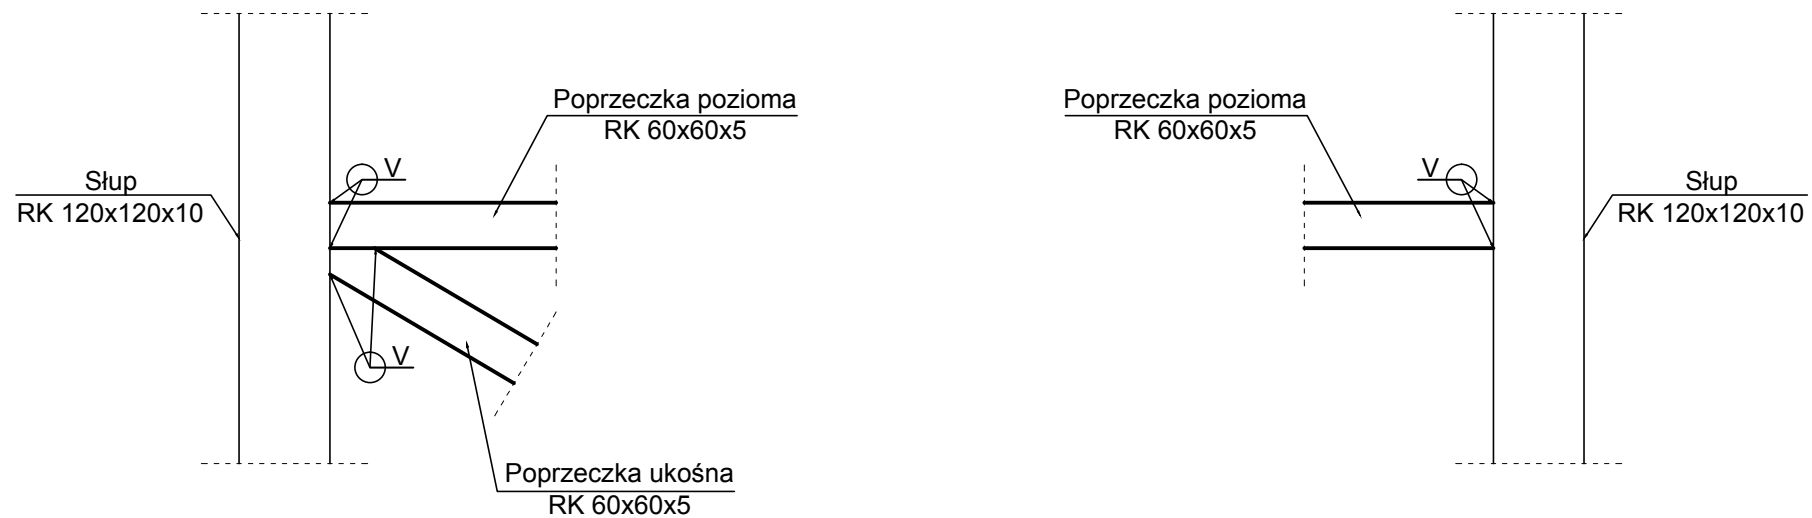 Poprzeczka pozioma
RK 60x60x5
V
Słup
RK 120x120x10
V
Poprzeczka ukośna
RK 60x60x5
Poprzeczka pozioma
RK 60x60x5
V
Słup
RK 120x120x10